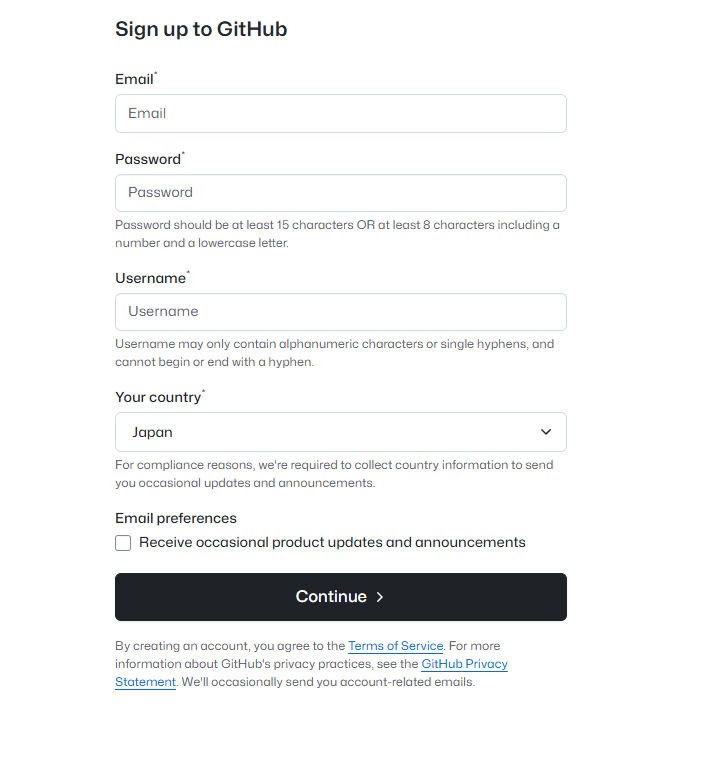 Sign up to GitHub
Email*
Email
Password*
Password
Password should be at least 15 characters OR at least 8 characters including a
number and a lowercase letter.
Username*
Username
Username may only contain alphanumeric characters or single hyphens, and
cannot begin or end with a hyphen.
Your country*
Japan
For compliance reasons, we're required to collect country information to send
you occasional updates and announcements.
Email preferences
Receive occasional product updates and announcements
Continue
By creating an account, you agree to the Terms of Service. For more
information about GitHub's privacy practices, see the GitHub Privacy
Statement. We'll occasionally send you account-related emails.